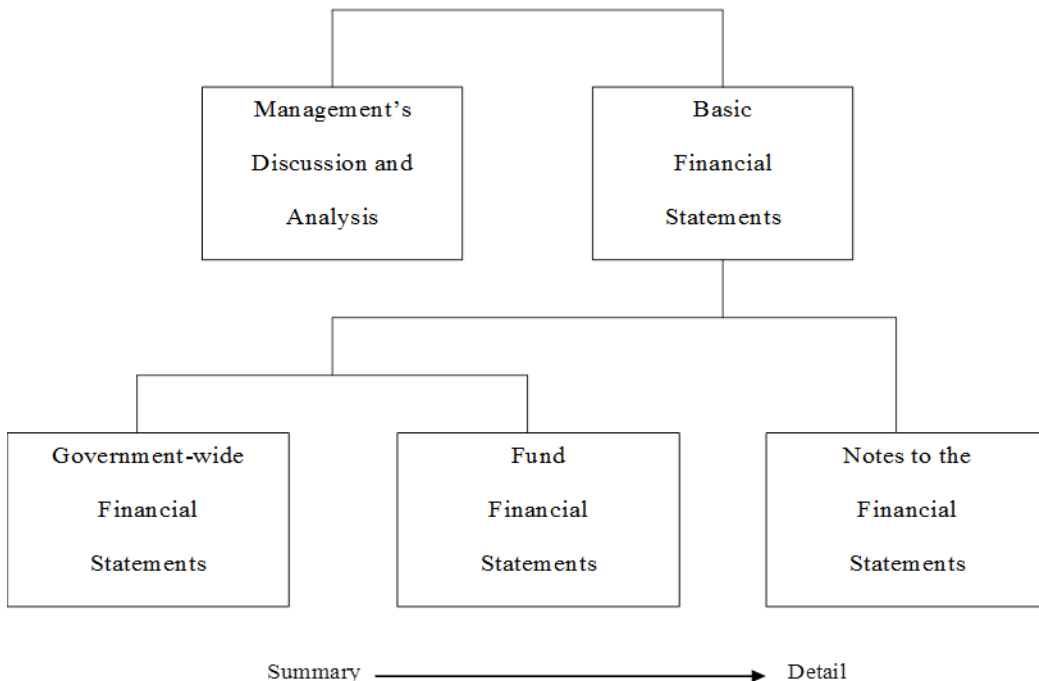 Management’s
Discussion and
Analysis
Basic
Financial
Statements
Government-wide
Financial
Statements
Fund
Financial
Statements
Notes to the
Financial
Statements
Summary
Detail